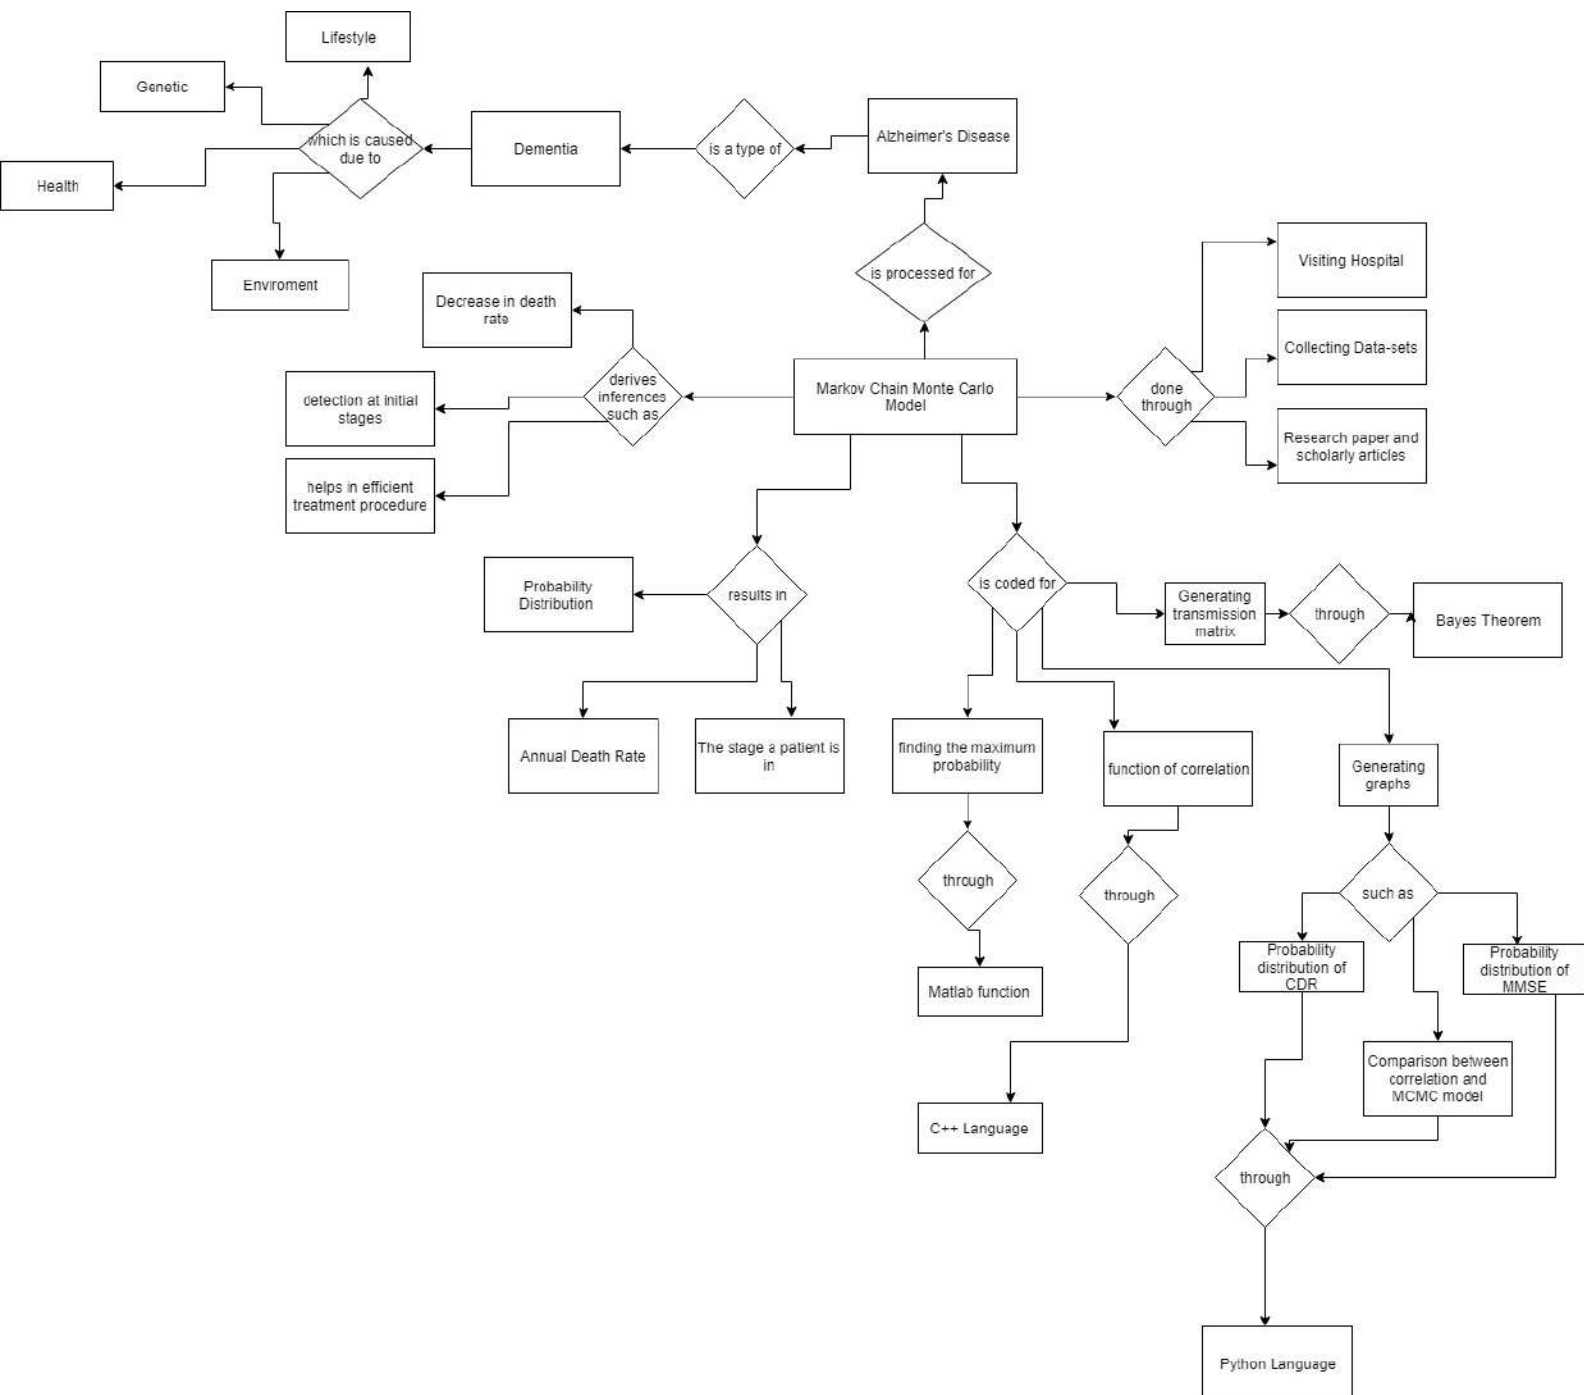 Lifestyle
Genetic
which is caused
due to
Dementia
is a type of
Alzheimer's Disease
Health
Enviroment
is processed for
Visiting Hospital
Decrease in death
rate
Collecting Data-sets
derives
inferences
such as
Markov Chain Monte Carlo
Model
done
through
detection at initial
stages
Research paper and
scholarly articles
helps in efficient
treatment procedure
Probability
Distribution
results in
is coded for
Generating
transmission
matrix
through
Bayes Theorem
Annual Death Rate
The stage a patient is
in
finding the maximum
probability
function of correlation
Generating
graphs
through
through
such as
Probability
distribution of
CDR
Probability
distribution of
MMSE
Matlab function
Comparison between
correlation and
MCMC model
C++ Language
through
Python Language